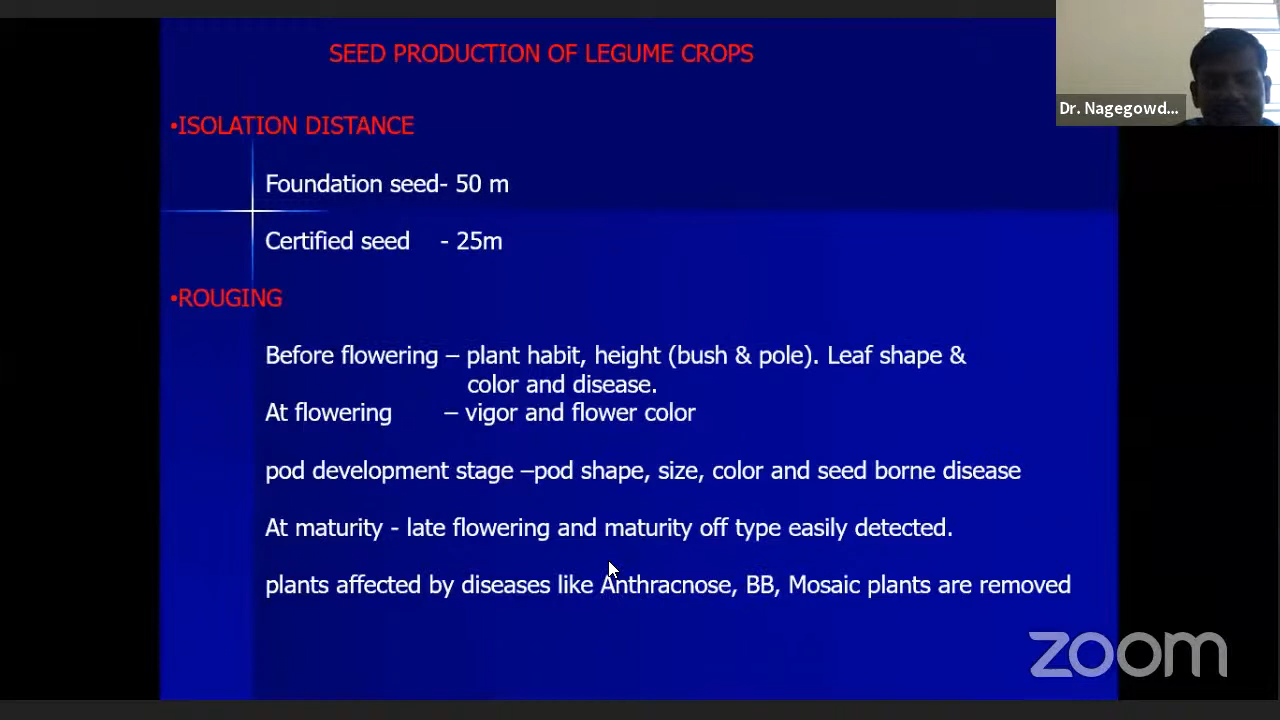 SEED PRODUCTION OF LEGUME CROPS
Dr. Nagegowd...
•ISOLATION DISTANCE
Foundation seed- 50 m
Certified seed - 25m
•ROUGING
Before flowering – plant habit, height (bush & pole). Leaf shape &
color and disease.
At flowering – vigor and flower color
pod development stage –pod shape, size, color and seed borne disease
At maturity - late flowering and maturity off type easily detected.
plants affected by diseases like Anthracnose, BB, Mosaic plants are removed
zoom